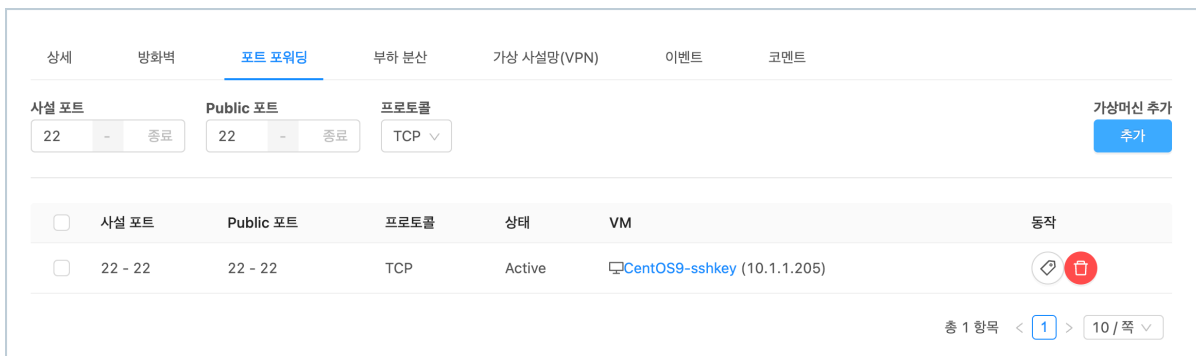 상세 방화벽 포트 포워딩 부하 분산 가상 사설망(VPN) 이벤트 코멘트
사설 포트 Public 포트 프로토콜 가상머신 추가
22 - 종료 22 - 종료 TCP 추가
사설 포트 Public 포트 프로토콜 상태 VM 동작
22 - 22 22 - 22 TCP Active CentOS9-sshkey (10.1.1.205)
총 1 항목 < 1 > 10 / 쪽